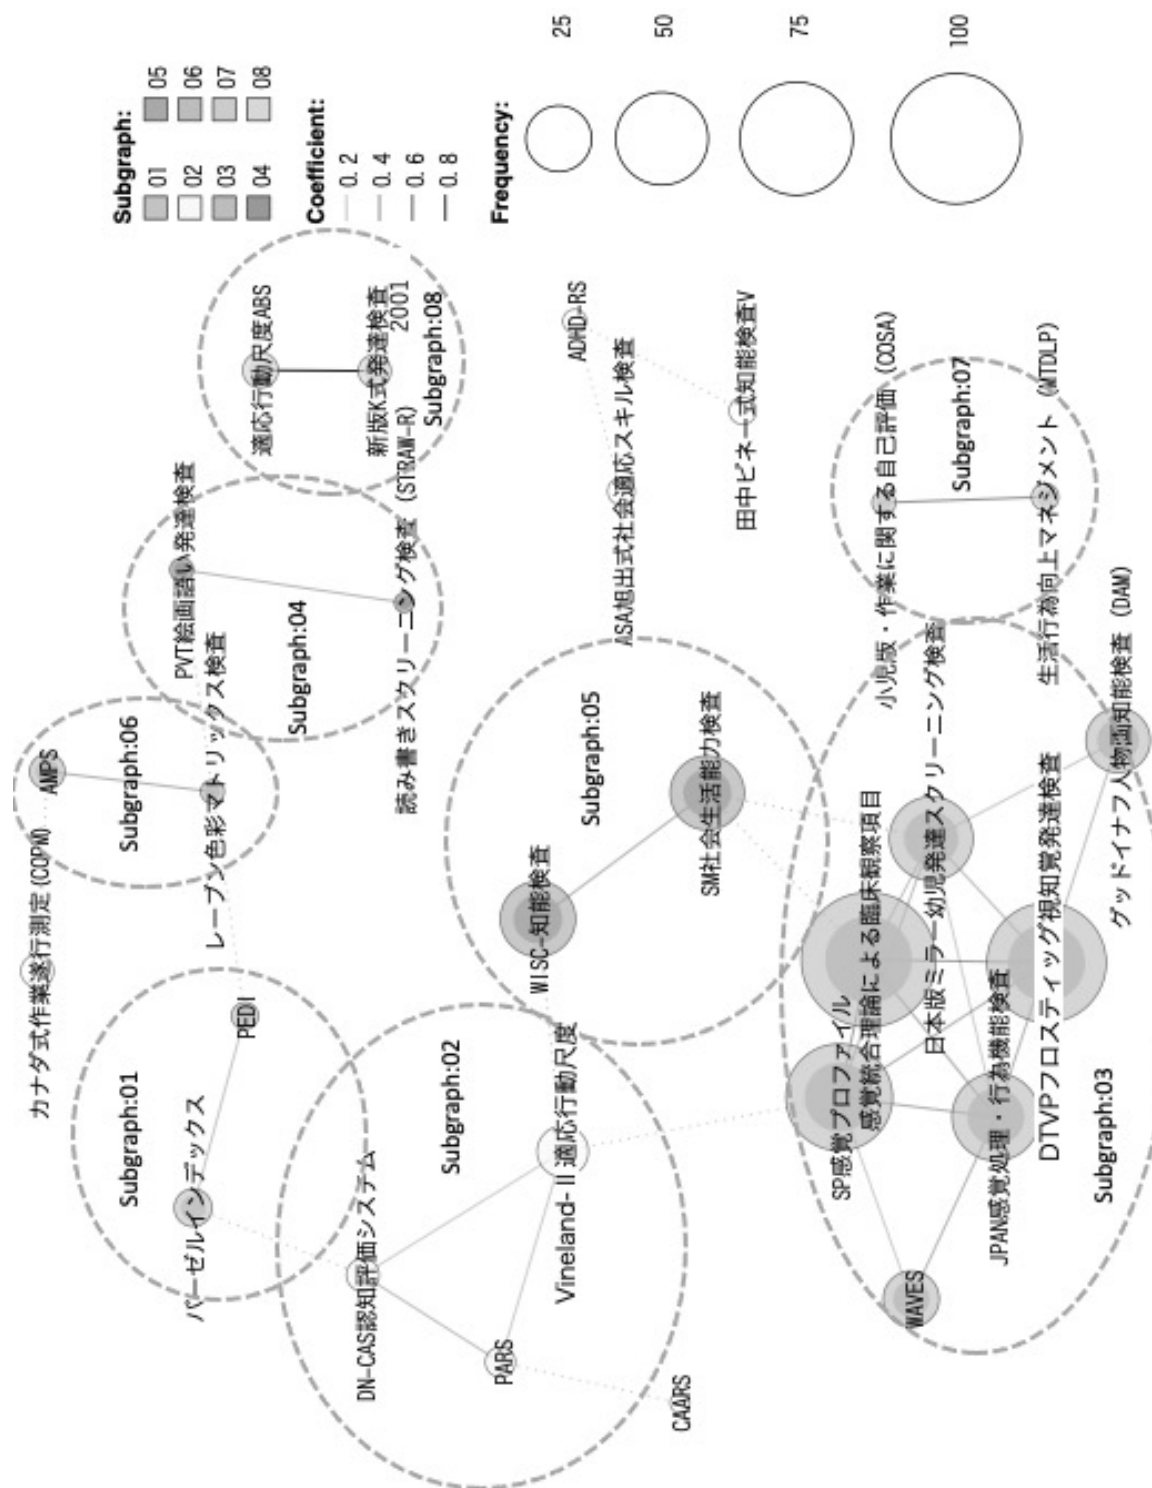 カナダ式作業遂行測定(COPM)
AMPS
Subgraph:06
レーブン色彩マトリックス検査
PVT絵画語い発達検査
Subgraph:04
読み書きスクリーニング検査 (STRAW-R)
適応行動尺度ABS
新版K式発達検査
2001
Subgraph:08
Subgraph:01
PEDI
バーゼルインデックス
DN-CAS認知評価システム
Subgraph:02
PARS
Vineland-Ⅱ適応行動尺度
CAARS
WISC-知能検査
Subgraph:05
SM社会生活能力検査
ASA旭出式社会適応スキル検査
ADHD-RS
田中ビネー式知能検査V
SP感覚プロファイル
感覚統合理論による臨床観察項目
日本版ミラー幼児発達スクリーニング検査
WAVES
JPAN感覚処理・行為機能検査
DTVPフロスティッグ視知覚発達検査
Subgraph:03
グッドイナフ人物画知能検査 (DAM)
小児版・作業に関する自己評価 (COSA)
Subgraph:07
生活行為向上マネジメント (MTDLP)
Subgraph:
01 05
02 06
03 07
04 08
Coefficient:
0.2
0.4
0.6
0.8
Frequency:
25
50
75
100